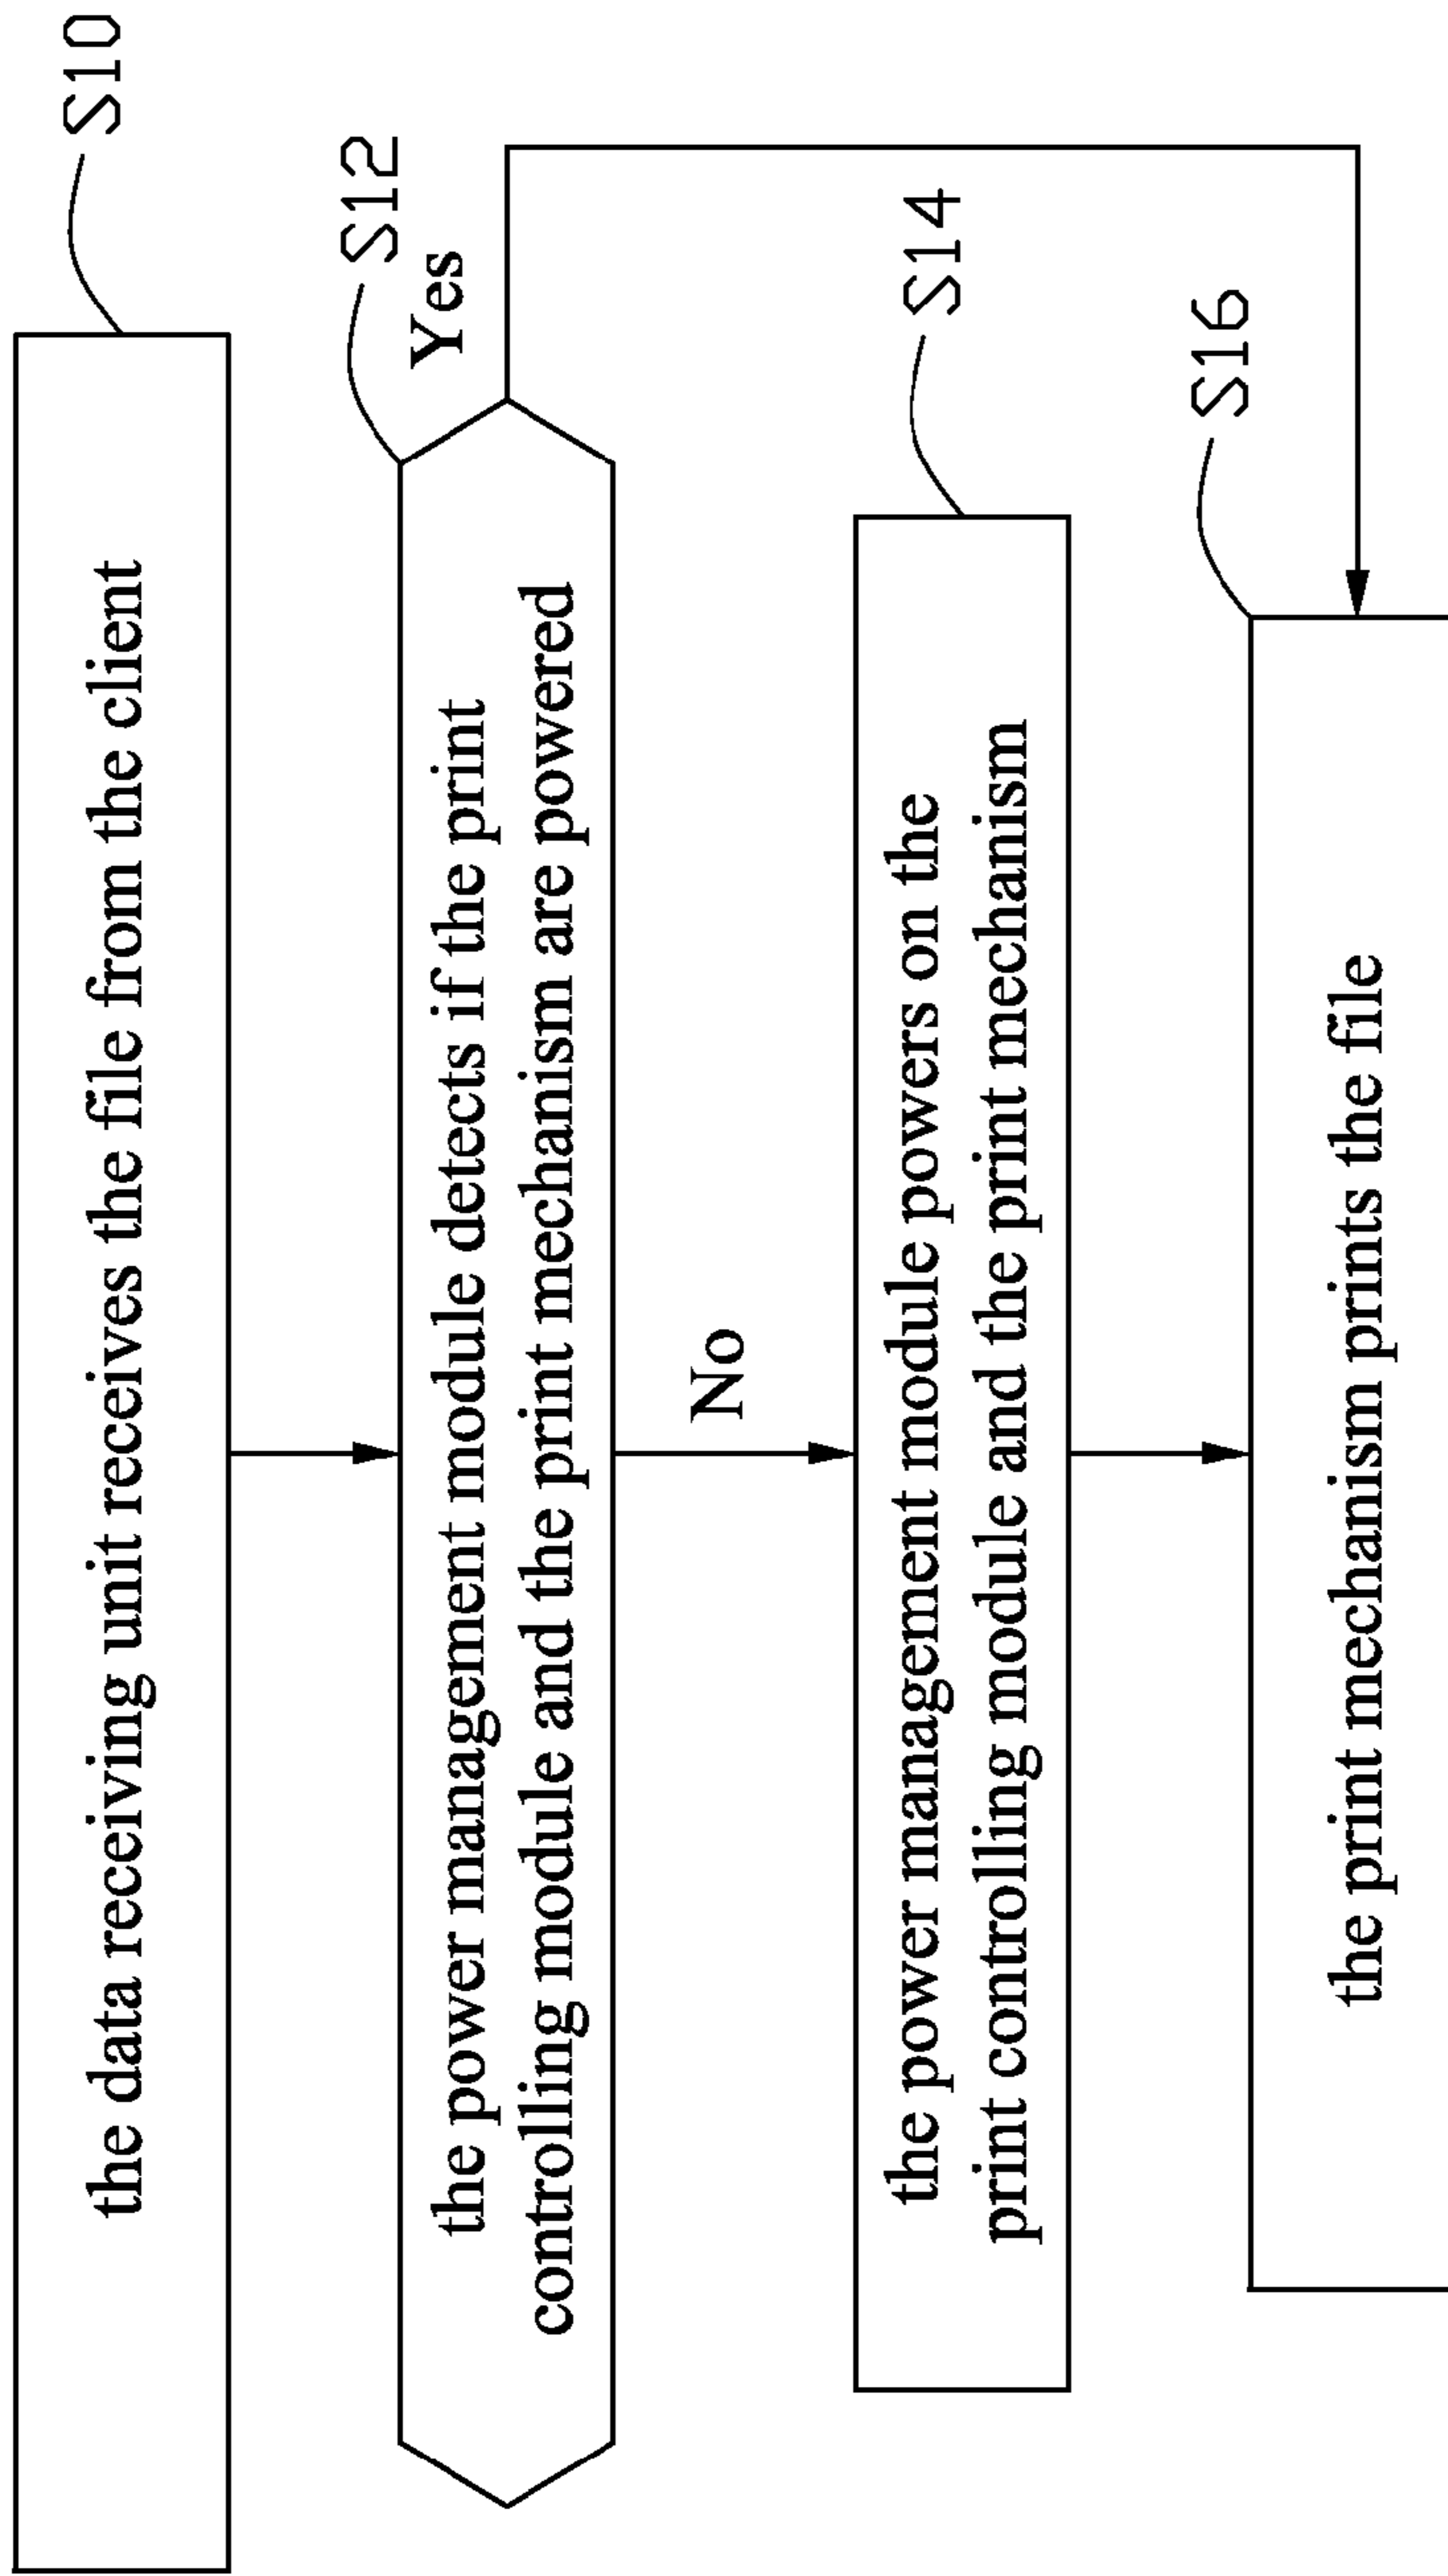 S10
the data receiving unit receives the file from the client
S12
Yes
the power management module detects if the print
controlling module and the print mechanism are powered
No
S14
the power management module powers on the
print controlling module and the print mechanism
S16
the print mechanism prints the file